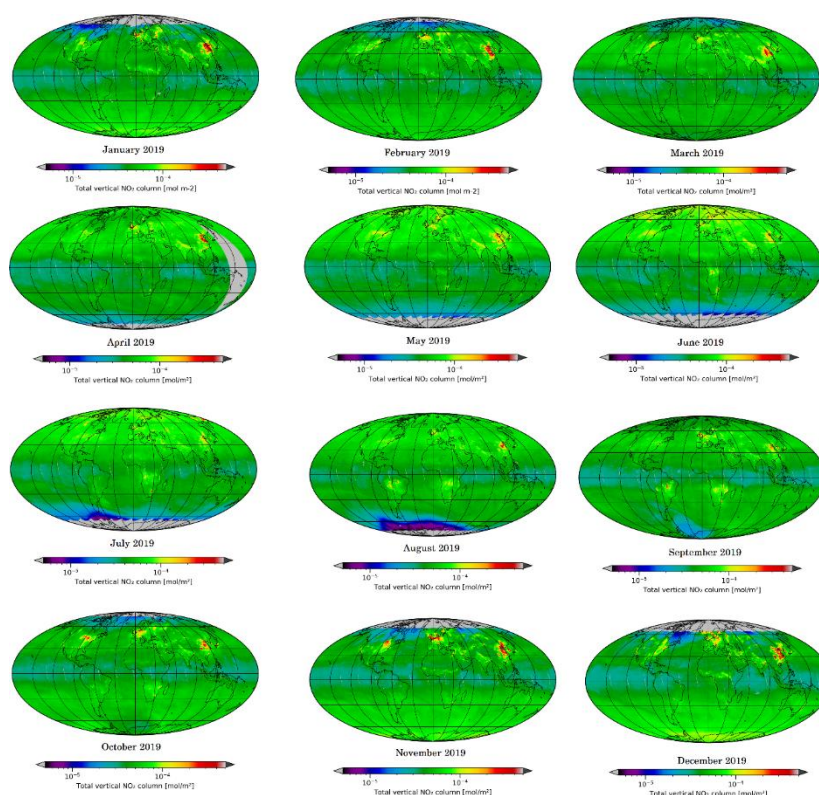 January 2019
February 2019
March 2019
10⁻⁵ 10⁻⁴
10⁻⁵ 10⁻⁴
10⁻⁵ 10⁻⁴
Total vertical NO₂ column [mol m-2]
Total vertical NO₂ column [mol m-2]
Total vertical NO₂ column [mol/m²]
April 2019
May 2019
June 2019
10⁻⁵ 10⁻⁴
10⁻⁵ 10⁻⁴
10⁻⁵ 10⁻⁴
Total vertical NO₂ column [mol/m²]
Total vertical NO₂ column [mol/m²]
Total vertical NO₂ column [mol/m²]
July 2019
August 2019
September 2019
10⁻⁵ 10⁻⁴
10⁻⁵ 10⁻⁴
10⁻⁵ 10⁻⁴
Total vertical NO₂ column [mol/m²]
Total vertical NO₂ column [mol/m²]
Total vertical NO₂ column [mol/m²]
October 2019
November 2019
December 2019
10⁻⁵ 10⁻⁴
10⁻⁵ 10⁻⁴
10⁻⁵ 10⁻⁴
Total vertical NO₂ column [mol/m²]
Total vertical NO₂ column [mol/m²]
Total vertical NO₂ column [mol/m²]